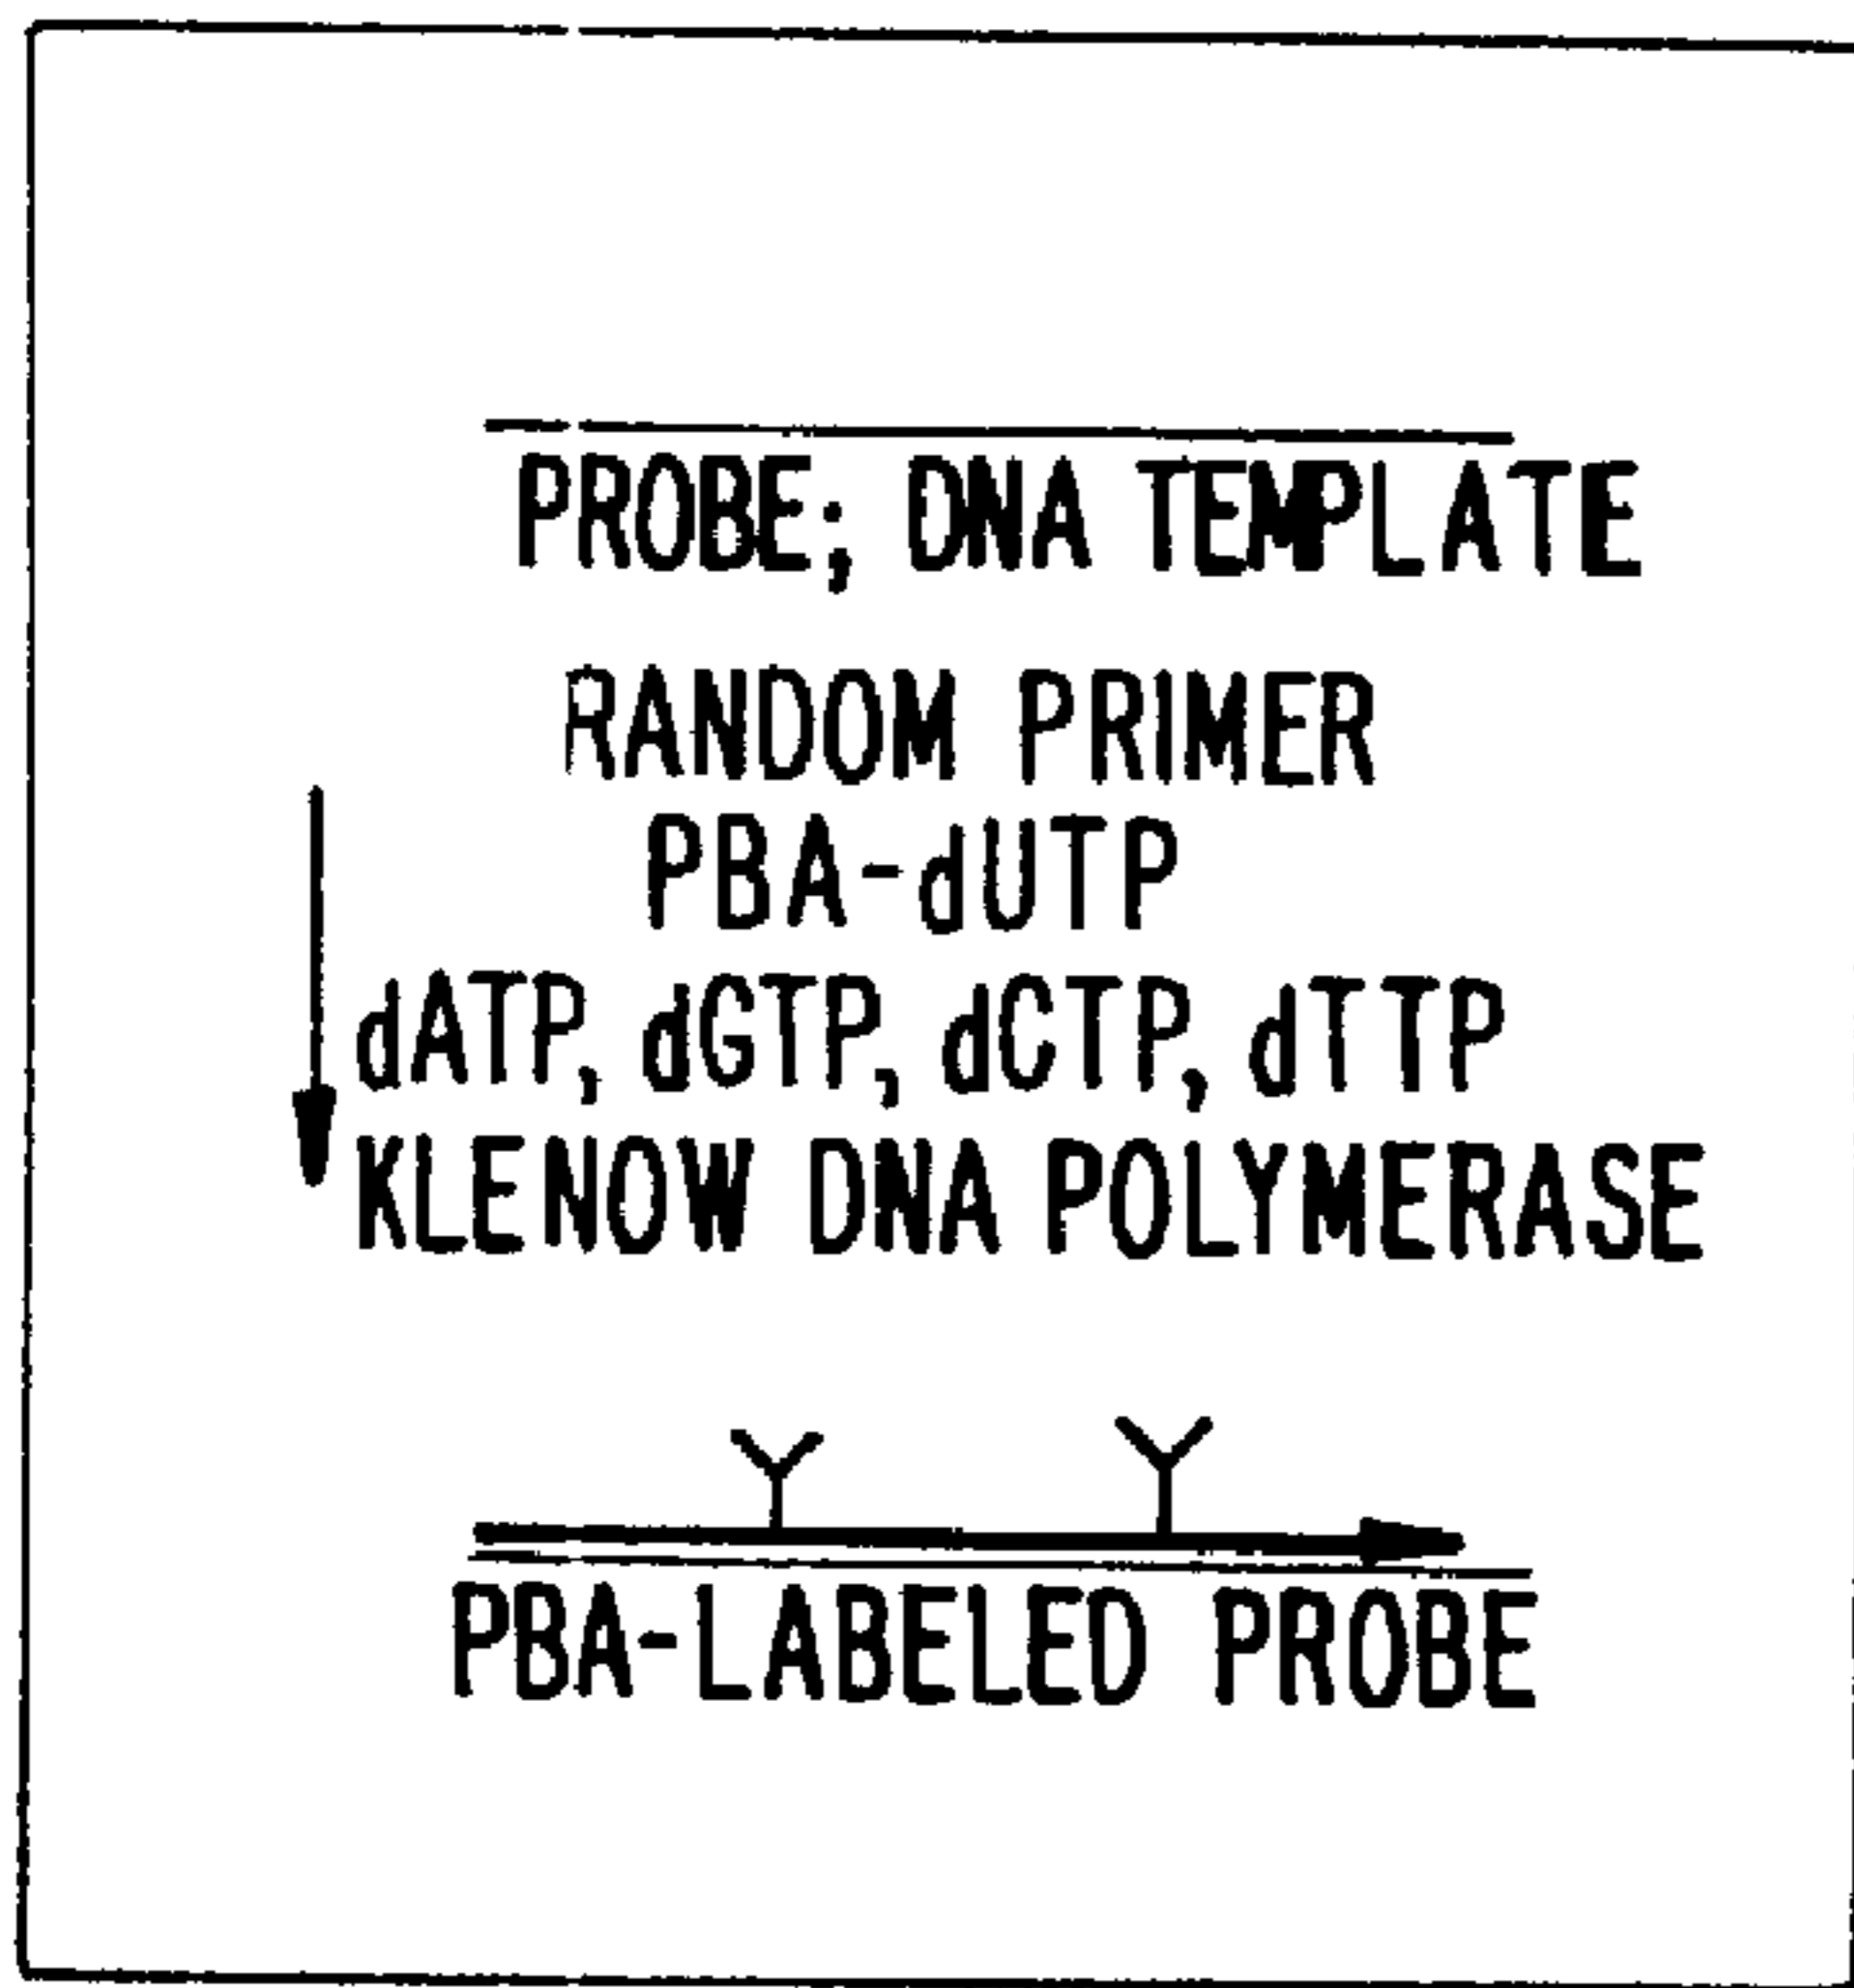 PROBE; DNA TEMPLATE
RANDOM PRIMER
PBA-dUTP
dATP, dGTP, dCTP, dTTP
KLENOW DNA POLYMERASE
PBA-LABELED PROBE